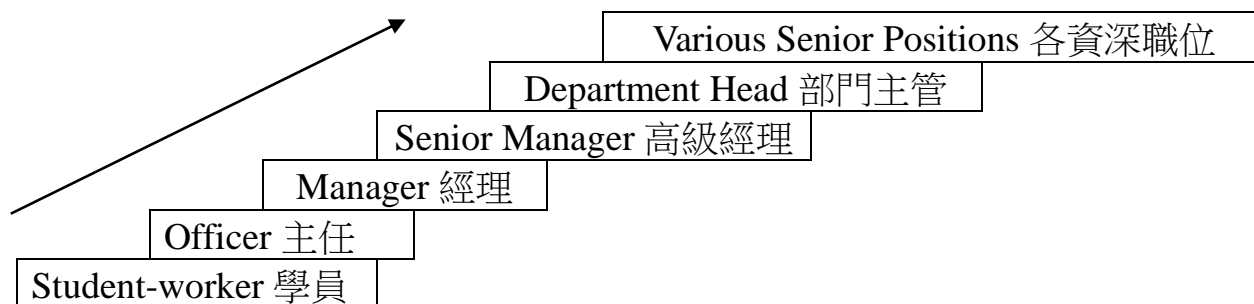 Various Senior Positions 各資深職位
Department Head 部門主管
Senior Manager 高級經理
Manager 經理
Officer 主任
Student-worker 學員